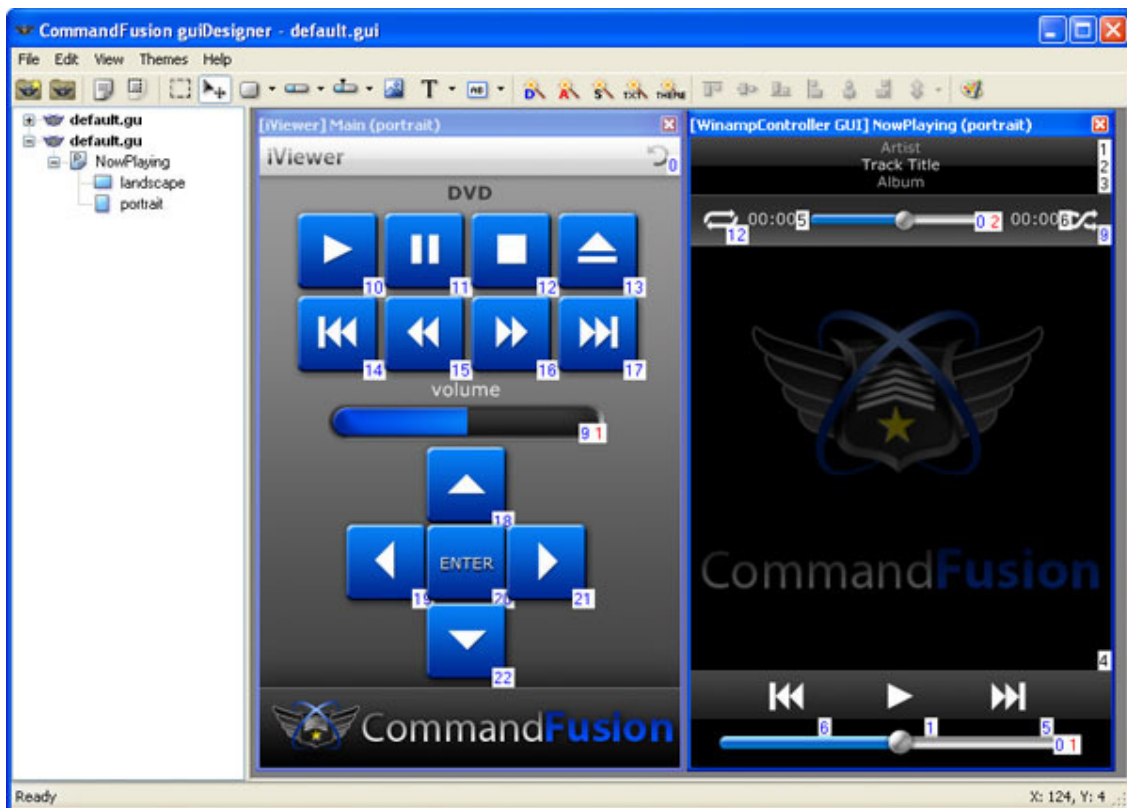 CommandFusion guiDesigner - default.gui
File Edit View Themes Help
T AB D A S TXT THEME
default.gu
default.gu
NowPlaying
landscape
portrait
[iViewer] Main (portrait)
iViewer
0
DVD
10 11 12 13
14 15 16 17
volume
9 1
18
ENTER
19 20 21
22
CommandFusion
[WinampController GUI] NowPlaying (portrait)
Artist 1
Track Title 2
Album 3
00:00 5 0 2 00:00 6
12 9
CommandFusion
4
6 1 5
0 1
Ready X: 124, Y: 4